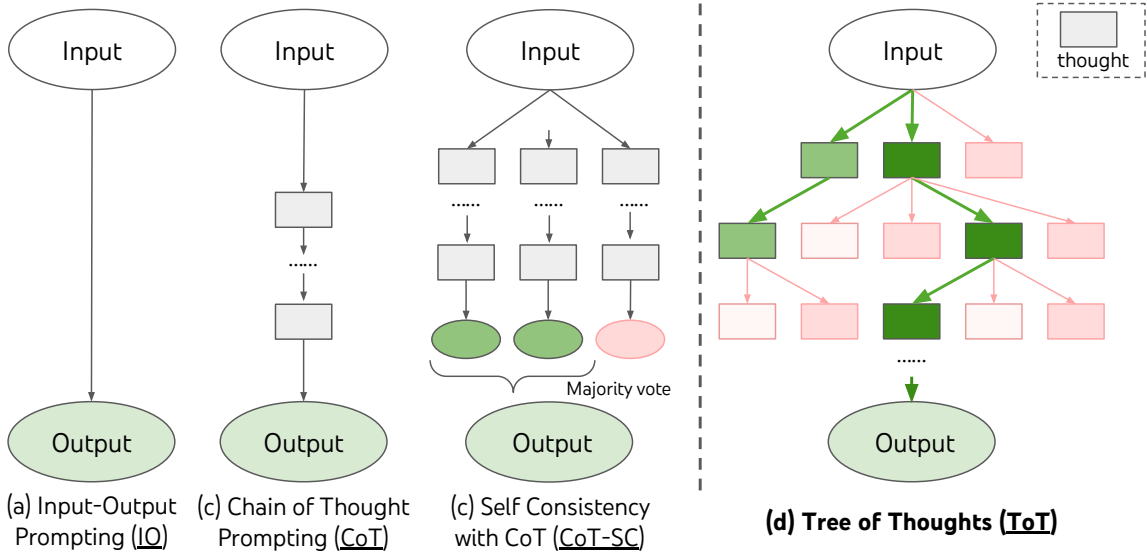 Input
Input
Input
Input
thought
......
......
......
......
......
Majority vote
Output
Output
Output
Output
(a) Input-Output
Prompting (IO)
(c) Chain of Thought
Prompting (CoT)
(c) Self Consistency
with CoT (CoT-SC)
(d) Tree of Thoughts (ToT)